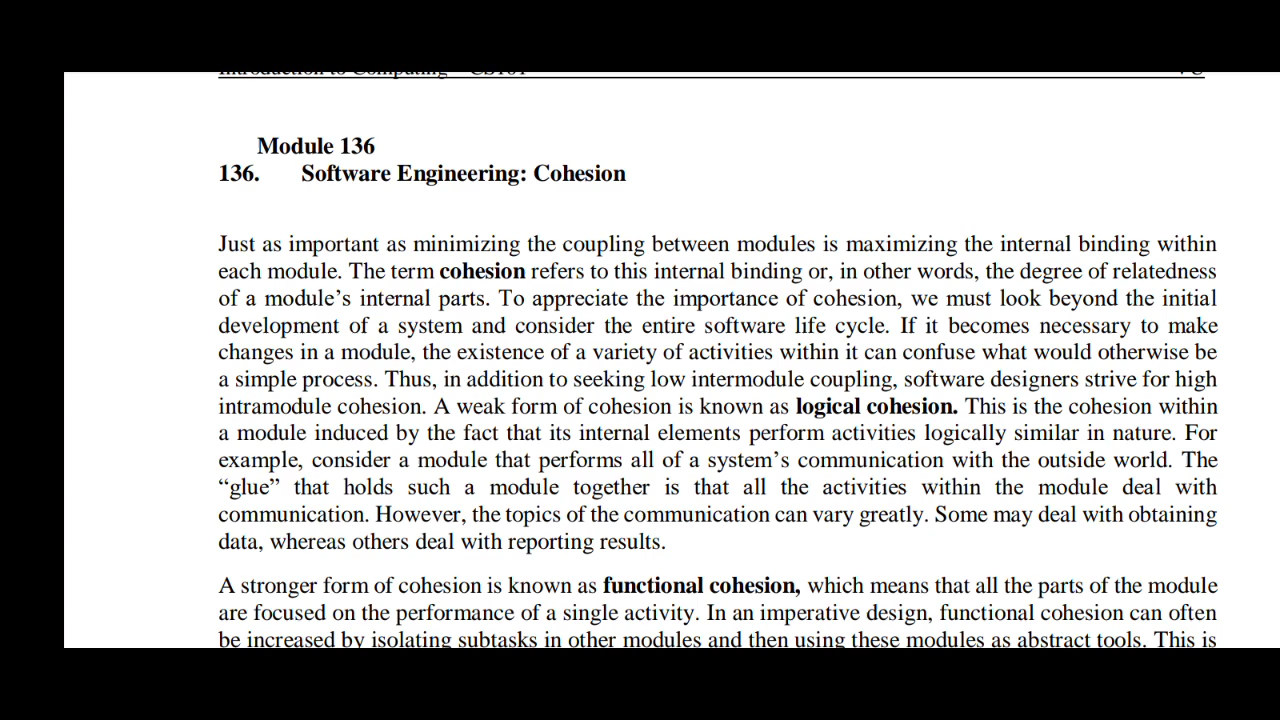 Introduction to Computing – CS101 VU
Module 136
136. Software Engineering: Cohesion
Just as important as minimizing the coupling between modules is maximizing the internal binding within
each module. The term cohesion refers to this internal binding or, in other words, the degree of relatedness
of a module’s internal parts. To appreciate the importance of cohesion, we must look beyond the initial
development of a system and consider the entire software life cycle. If it becomes necessary to make
changes in a module, the existence of a variety of activities within it can confuse what would otherwise be
a simple process. Thus, in addition to seeking low intermodule coupling, software designers strive for high
intramodule cohesion. A weak form of cohesion is known as logical cohesion. This is the cohesion within
a module induced by the fact that its internal elements perform activities logically similar in nature. For
example, consider a module that performs all of a system’s communication with the outside world. The
“glue” that holds such a module together is that all the activities within the module deal with
communication. However, the topics of the communication can vary greatly. Some may deal with obtaining
data, whereas others deal with reporting results.
A stronger form of cohesion is known as functional cohesion, which means that all the parts of the module
are focused on the performance of a single activity. In an imperative design, functional cohesion can often
be increased by isolating subtasks in other modules and then using these modules as abstract tools. This is